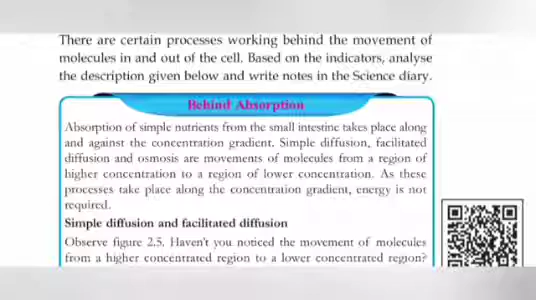 There are certain processes working behind the movement of
molecules in and out of the cell. Based on the indicators, analyse
the description given below and write notes in the Science diary.
Behind Absorption
Absorption of simple nutrients from the small intestine takes place along
and against the concentration gradient. Simple diffusion, facilitated
diffusion and osmosis are movements of molecules from a region of
higher concentration to a region of lower concentration. As these
processes take place along the concentration gradient, energy is not
required.
Simple diffusion and facilitated diffusion
Observe figure 2.5. Haven't you noticed the movement of molecules
from a higher concentrated region to a lower concentrated region?